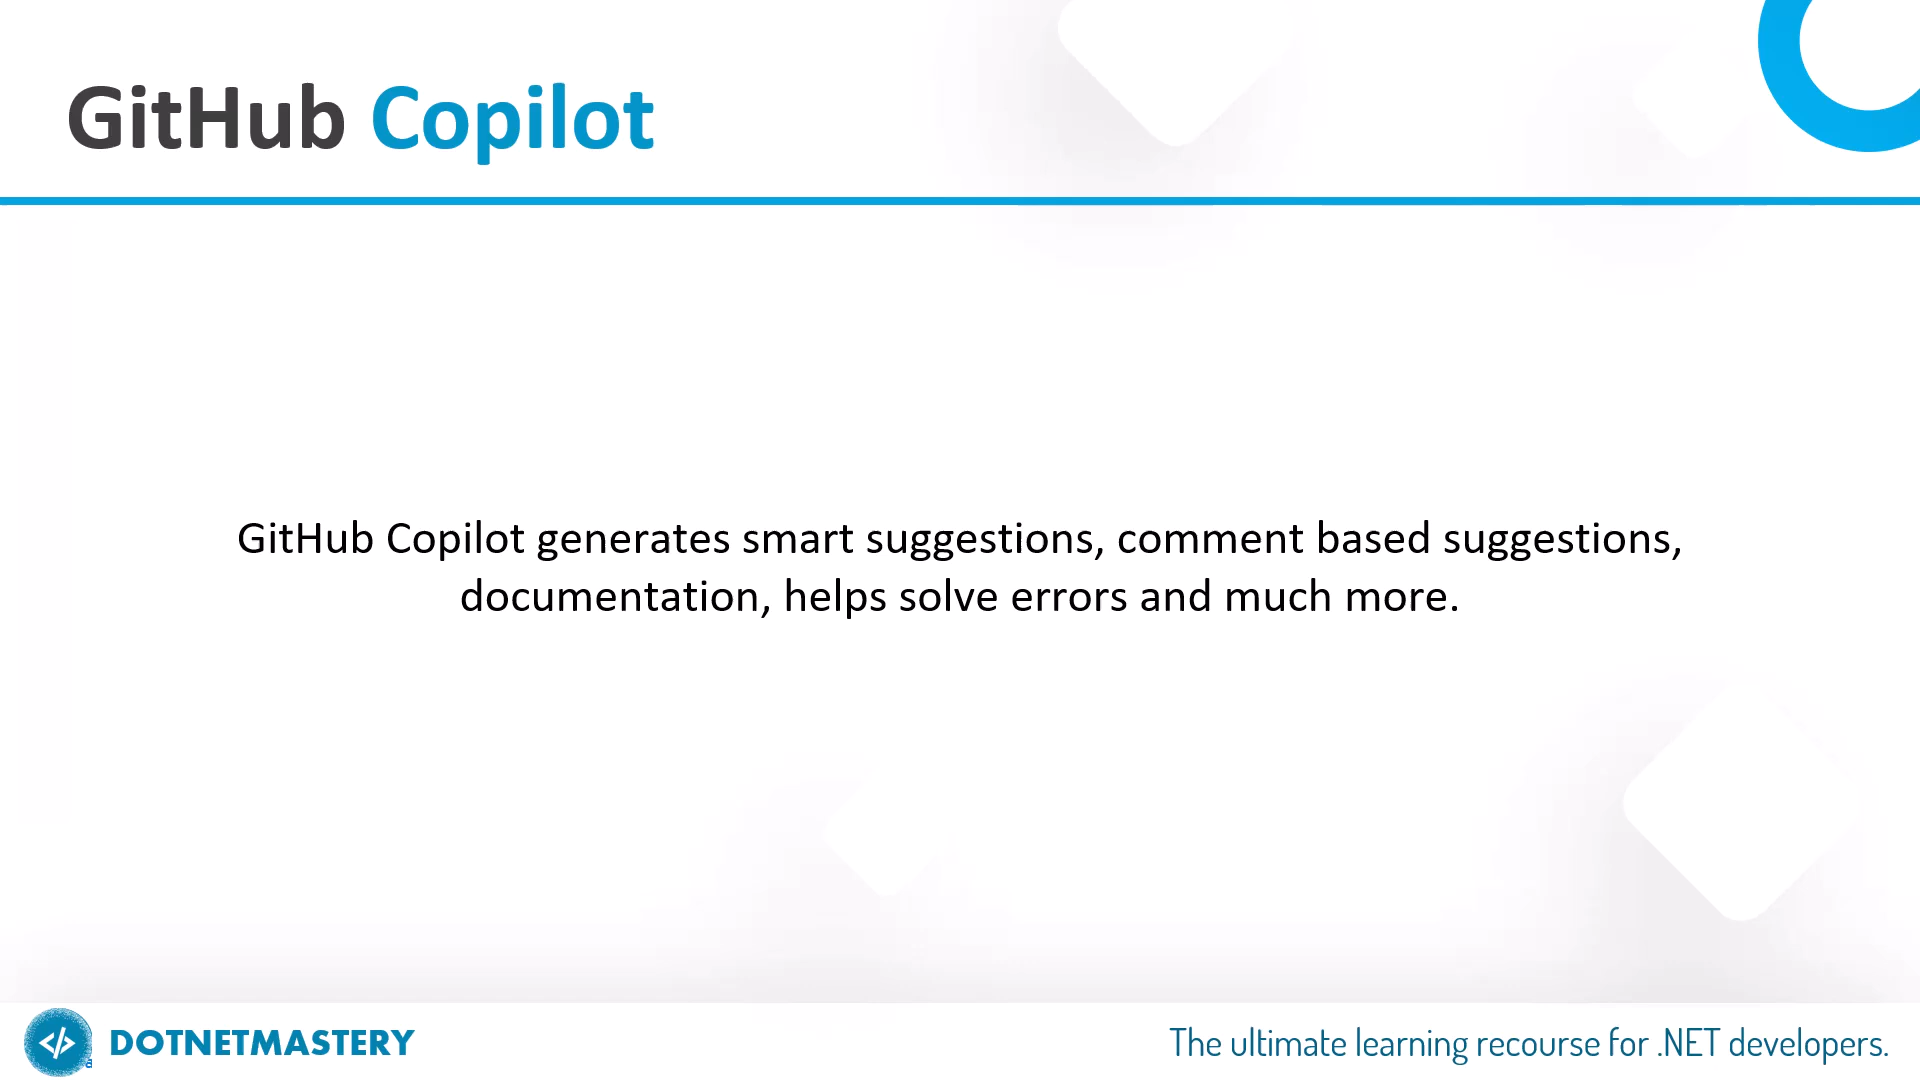 GitHub Copilot
GitHub Copilot generates smart suggestions, comment based suggestions,
documentation, helps solve errors and much more.
</> DOTNETMASTERY
The ultimate learning recourse for .NET developers.